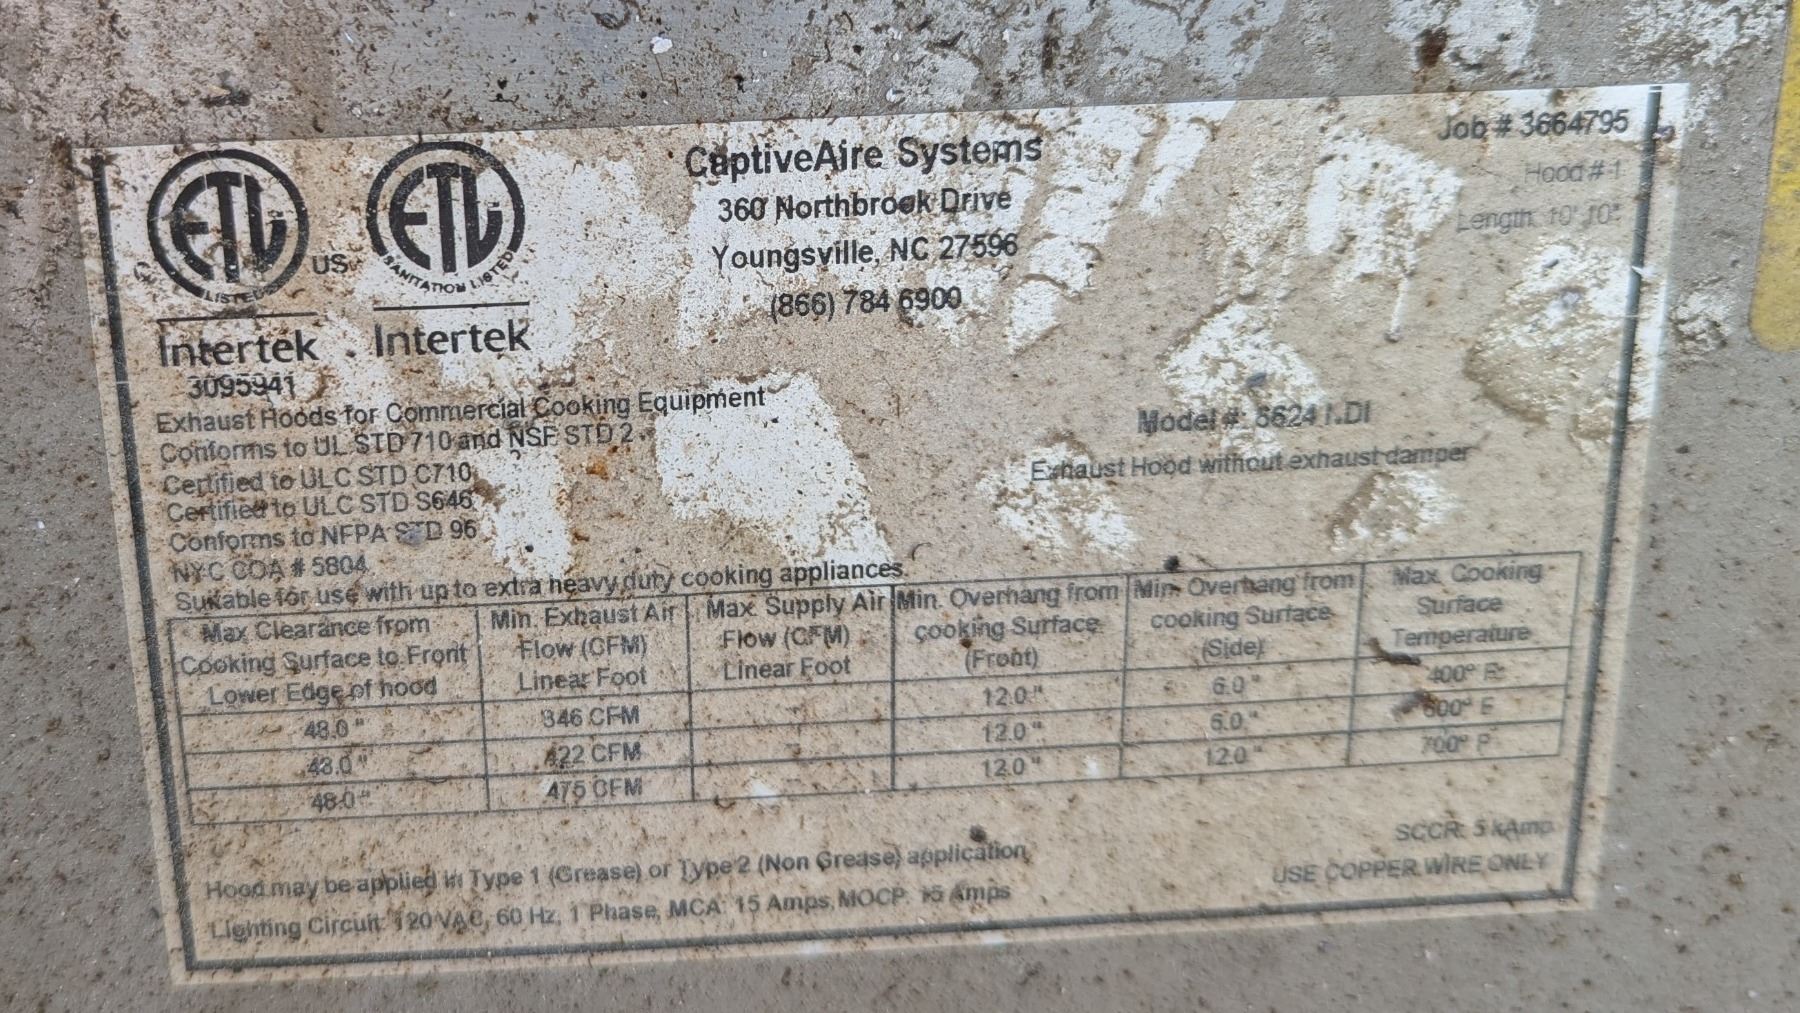 Job # 3664795
Hood # 1
Length 10' 10"
ETL
LISTED
US
Intertek
3095941
ETL
SANITATION LISTED
Intertek
CaptiveAire Systems
360 Northbrook Drive
Youngsville, NC 27596
(866) 784 6900
Exhaust Hoods for Commercial Cooking Equipment
Conforms to UL STD 710 and NSF STD 2
Certified to ULC STD C710
Certified to ULC STD S646
Conforms to NFPA STD 96
NYC COA # 5804
Suitable for use with up to extra heavy duty cooking appliances
Model #:
Exhaust Hood without exhaust damper
Max Clearance from Cooking Surface to Front Lower Edge of hood
Min. Exhaust Air Flow (CFM) Linear Foot
Max. Supply Air Flow (CFM) Linear Foot
Min. Overhang from cooking Surface (Front)
Min. Overhang from cooking Surface (Side)
Max. Cooking Surface Temperature
48.0 " 346 CFM 12.0 " 6.0 " 400° F
48.0 " 422 CFM 12.0 " 6.0 " 600° F
48.0 " 475 CFM 12.0 " 12.0 " 700° F
Hood may be applied in Type 1 (Grease) or Type 2 (Non Grease) application
Lighting Circuit: 120 VAC, 60 Hz, 1 Phase, MCA: 15 Amps, MOCP: 15 Amps
SCCR: 5 kAmp
USE COPPER WIRE ONLY